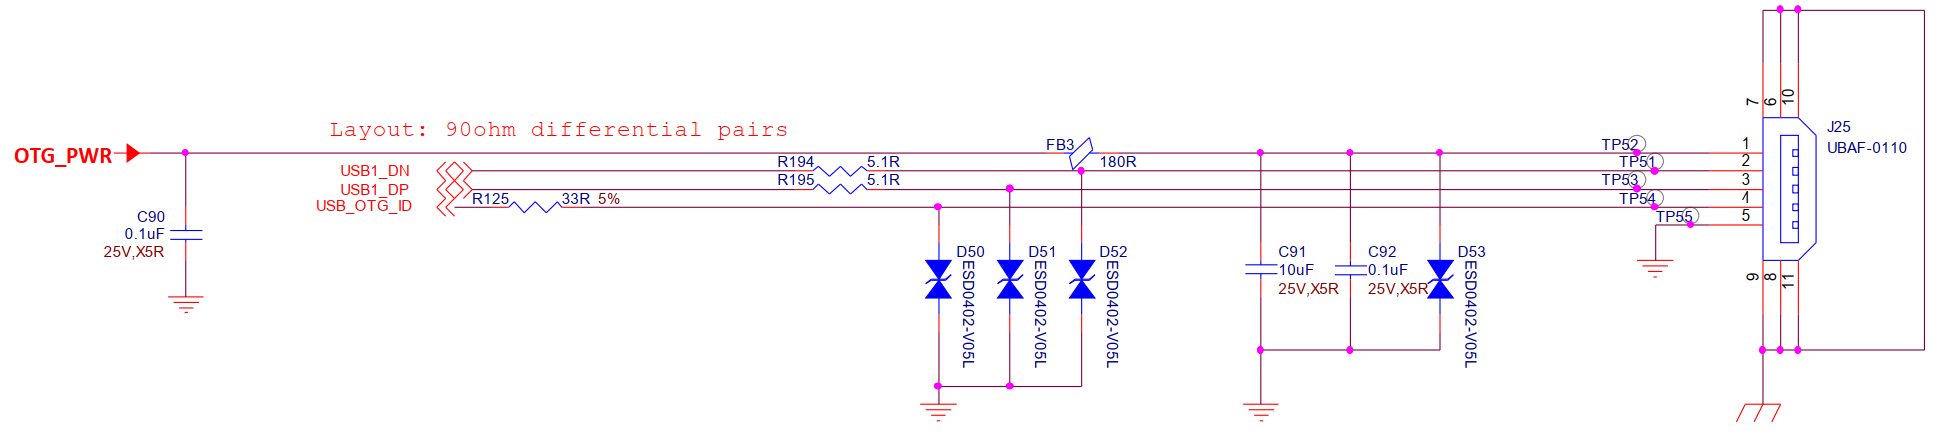 Layout: 90ohm differential pairs
OTG_PWR
USB1_DN
USB1_DP
USB_OTG_ID
C90
0.1uF
25V,X5R
R194 5.1R
R195 5.1R
R125 33R 5%
FB3
180R
D50
ESD0402-V05L
D51
ESD0402-V05L
D52
ESD0402-V05L
C91
10uF
25V,X5R
C92
0.1uF
25V,X5R
D53
ESD0402-V05L
TP52
TP51
TP53
TP54
TP55
1
2
3
4
5
7
6
10
9
8
11
J25
UBAF-0110